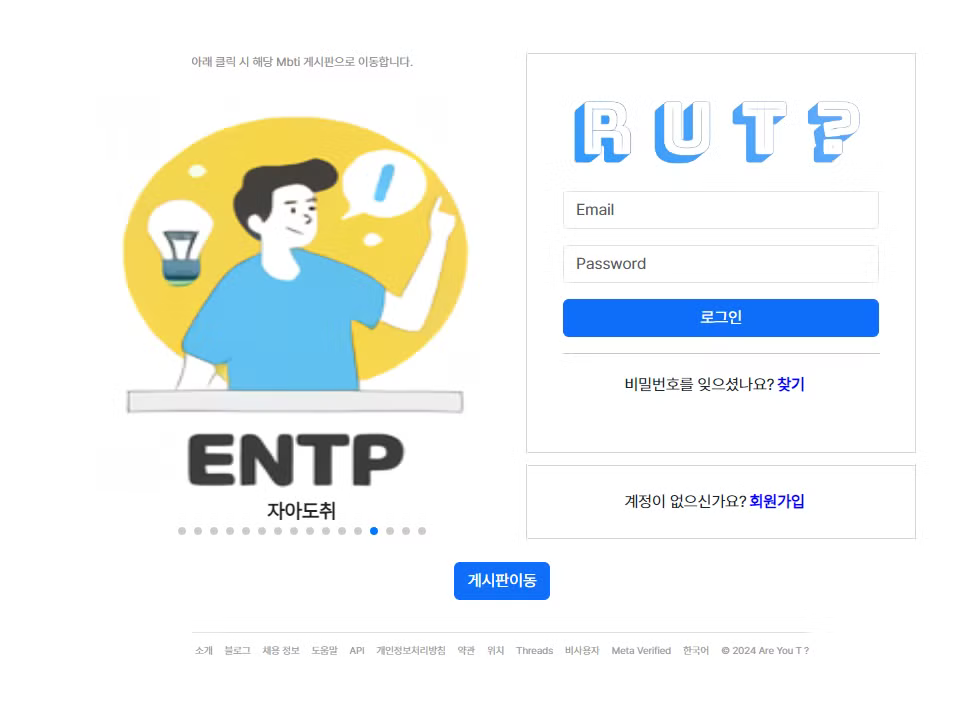 아래 클릭 시 해당 Mbti 게시판으로 이동합니다.
ENTP
자아도취
RUT?
Email
Password
로그인
비밀번호를 잊으셨나요? 찾기
계정이 없으신가요? 회원가입
게시판이동
소개 블로그 채용 정보 도움말 API 개인정보처리방침 약관 위치 Threads 비사용자 Meta Verified 한국어 © 2024 Are You T ?